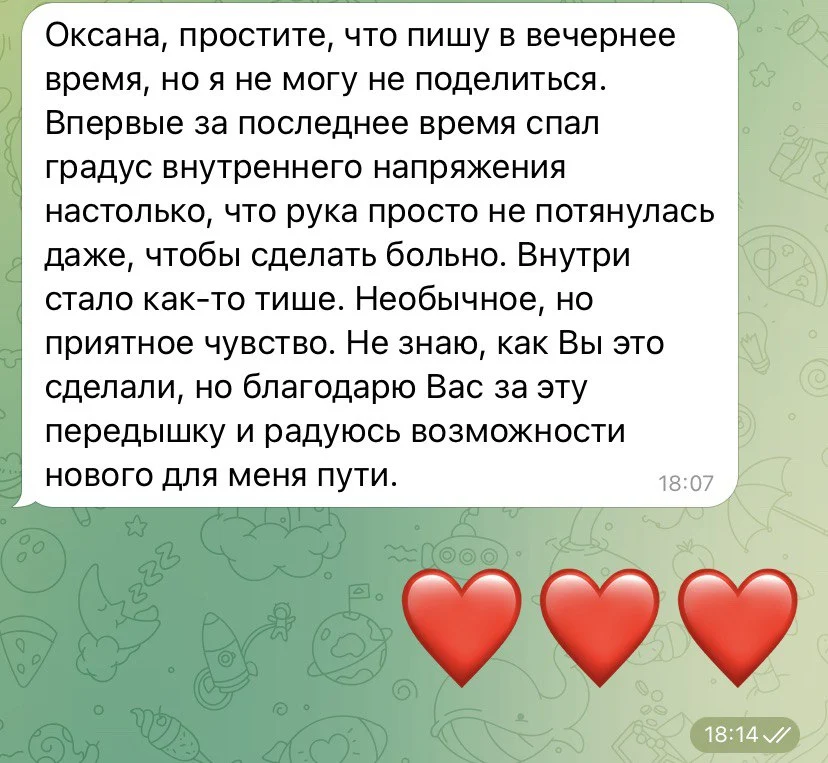 Оксана, простите, что пишу в вечернее
время, но я не могу не поделиться.
Впервые за последнее время спал
градус внутреннего напряжения
настолько, что рука просто не потянулась
даже, чтобы сделать больно. Внутри
стало как-то тише. Необычное, но
приятное чувство. Не знаю, как Вы это
сделали, но благодарю Вас за эту
передышку и радуюсь возможности
нового для меня пути.
18:07
18:14